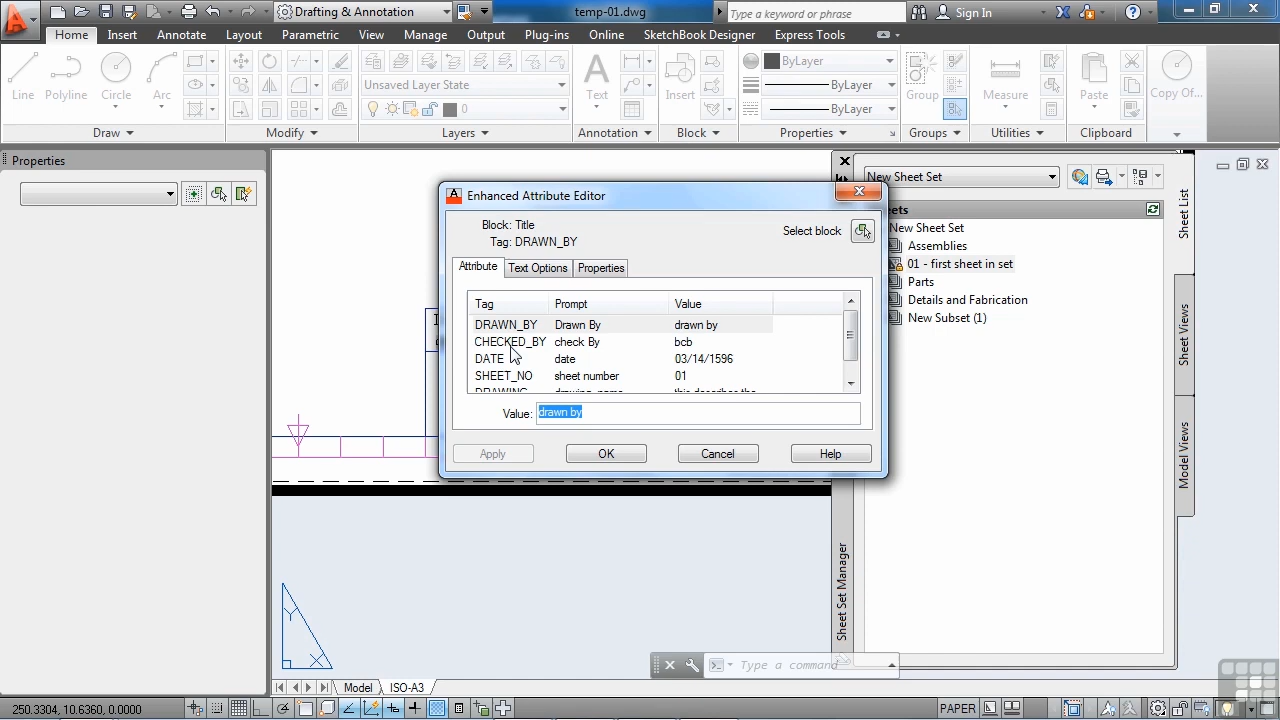 Drafting & Annotation
temp-01.dwg
Type a keyword or phrase
Sign In
Home
Insert
Annotate
Layout
Parametric
View
Manage
Output
Plug-ins
Online
SketchBook Designer
Express Tools
Line
Polyline
Circle
Arc
Unsaved Layer State
0
Text
Insert
ByLayer
ByLayer
ByLayer
Group
Measure
Paste
Copy Of...
Draw
Modify
Layers
Annotation
Block
Properties
Groups
Utilities
Clipboard
Properties
Enhanced Attribute Editor
Block: Title
Tag: DRAWN_BY
Select block
Attribute
Text Options
Properties
Tag Prompt Value
DRAWN_BY Drawn By drawn by
CHECKED_BY check By bcb
DATE date 03/14/1596
SHEET_NO sheet number 01
Value: drawn by
Apply
OK
Cancel
Help
New Sheet Set
eets
New Sheet Set
Assemblies
01 - first sheet in set
Parts
Details and Fabrication
New Subset (1)
Sheet List
Sheet Views
Model Views
Sheet Set Manager
Y
X
Type a command
Model
ISO-A3
250.3304, 10.6360, 0.0000
PAPER